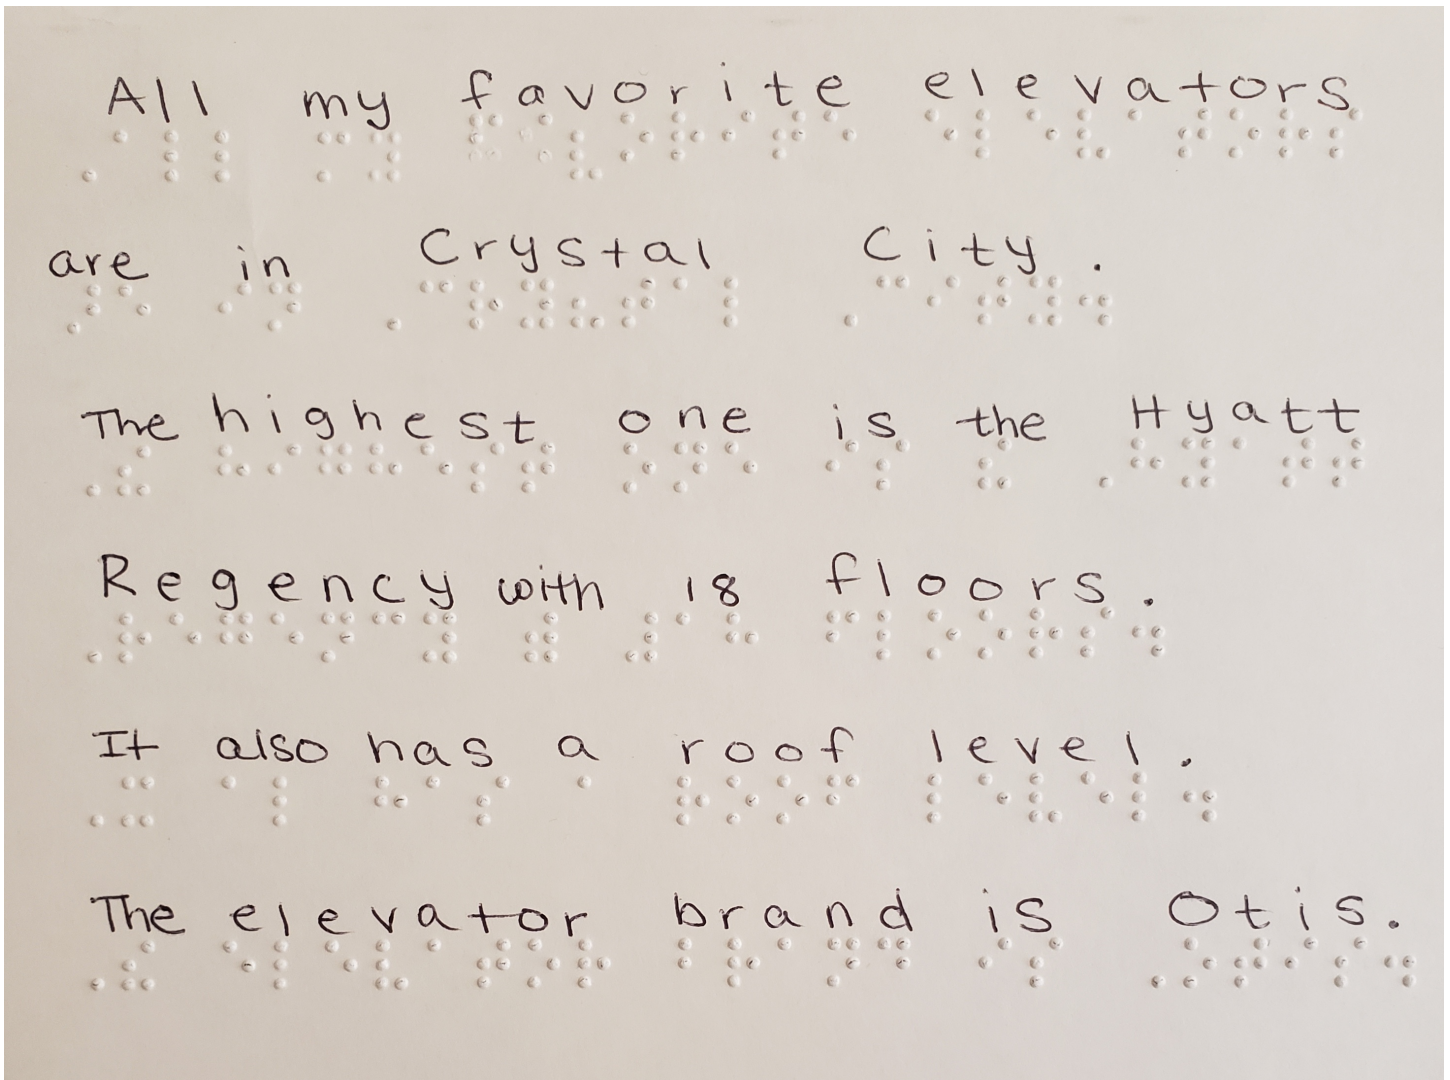 All my favorite elevators
are in Crystal City.
The highest one is the Hyatt
Regency with 18 floors.
It also has a roof level.
The elevator brand is Otis.